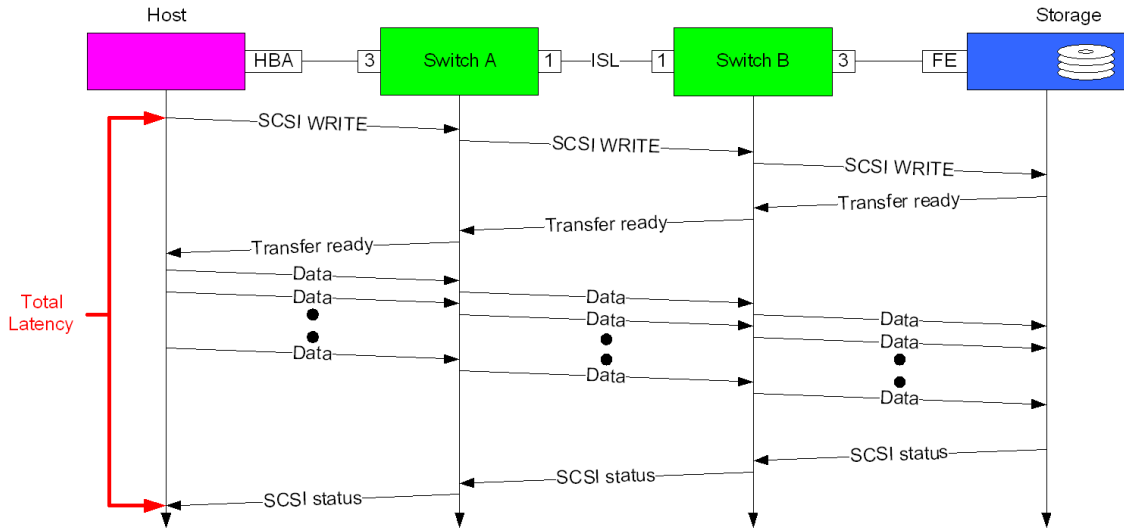 Host
Storage
HBA
3
Switch A
1
ISL
1
Switch B
3
FE
SCSI WRITE
SCSI WRITE
SCSI WRITE
Transfer ready
Transfer ready
Transfer ready
Data
Data
Data
Data
Data
Data
Data
Data
Data
Total
Latency
SCSI status
SCSI status
SCSI status